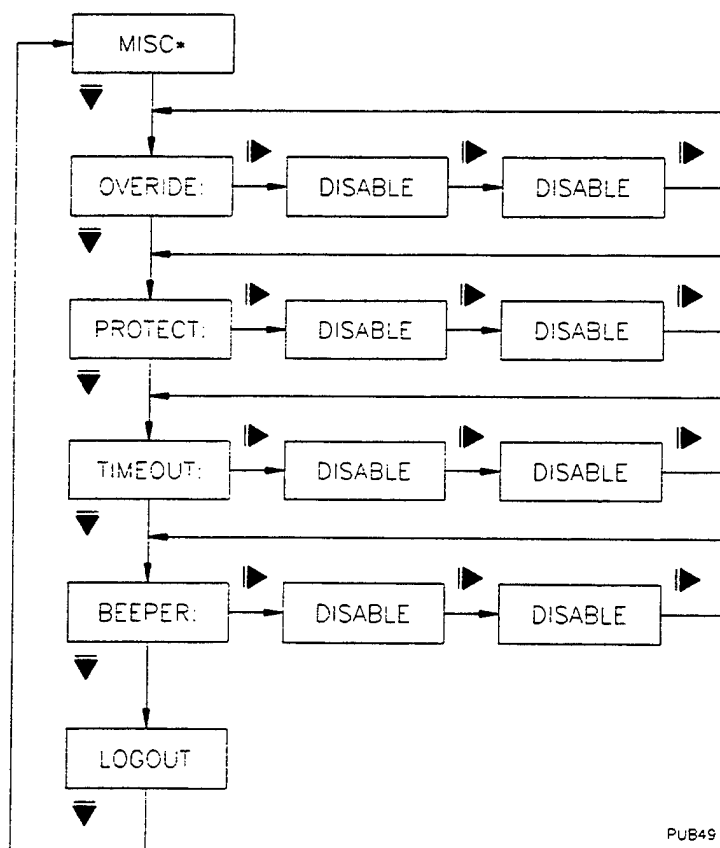 MISC*
OVERIDE: DISABLE DISABLE
PROTECT: DISABLE DISABLE
TIMEOUT: DISABLE DISABLE
BEEPER: DISABLE DISABLE
LOGOUT
PUB49